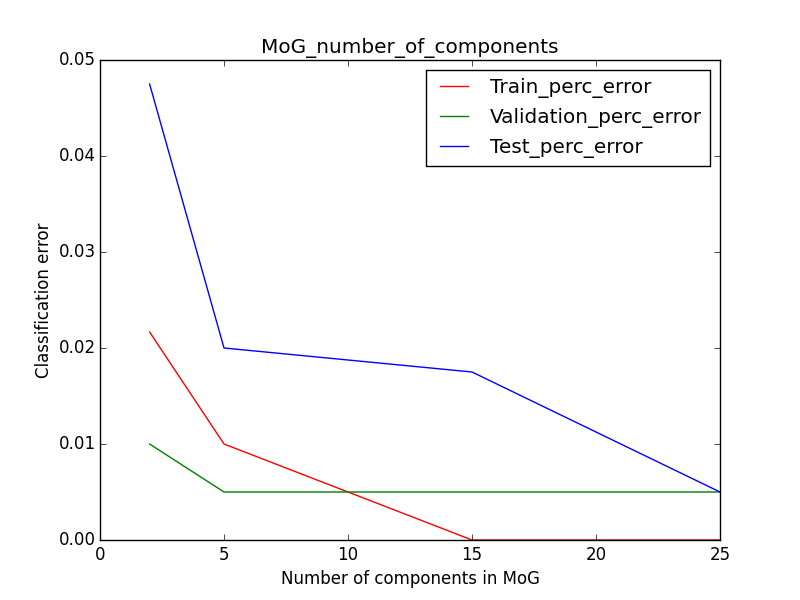 MoG_number_of_components
Train_perc_error
Validation_perc_error
Test_perc_error
0.05
0.04
0.03
0.02
0.01
0.00
Classification error
0 5 10 15 20 25
Number of components in MoG